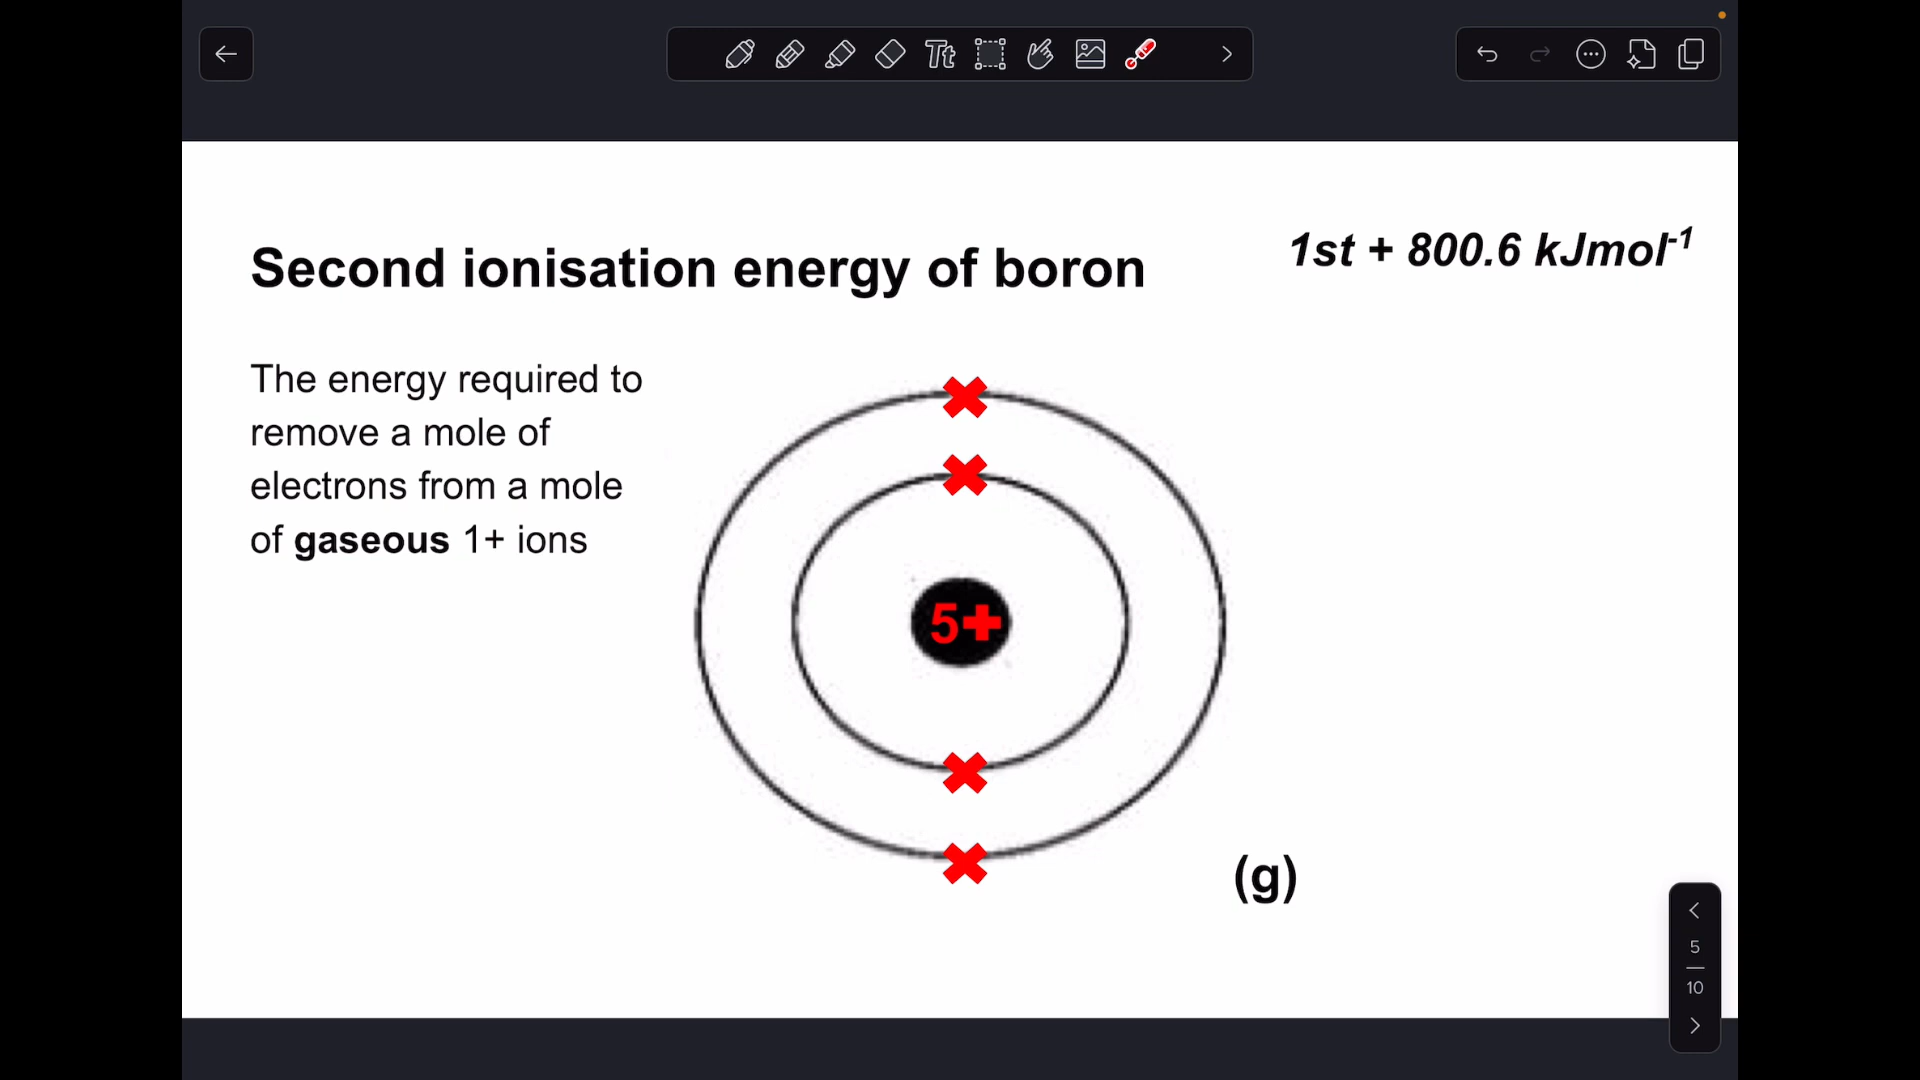 Tt
Second ionisation energy of boron
1st + 800.6 kJmol⁻¹
The energy required to
remove a mole of
electrons from a mole
of gaseous 1+ ions
5+
(g)
5
10